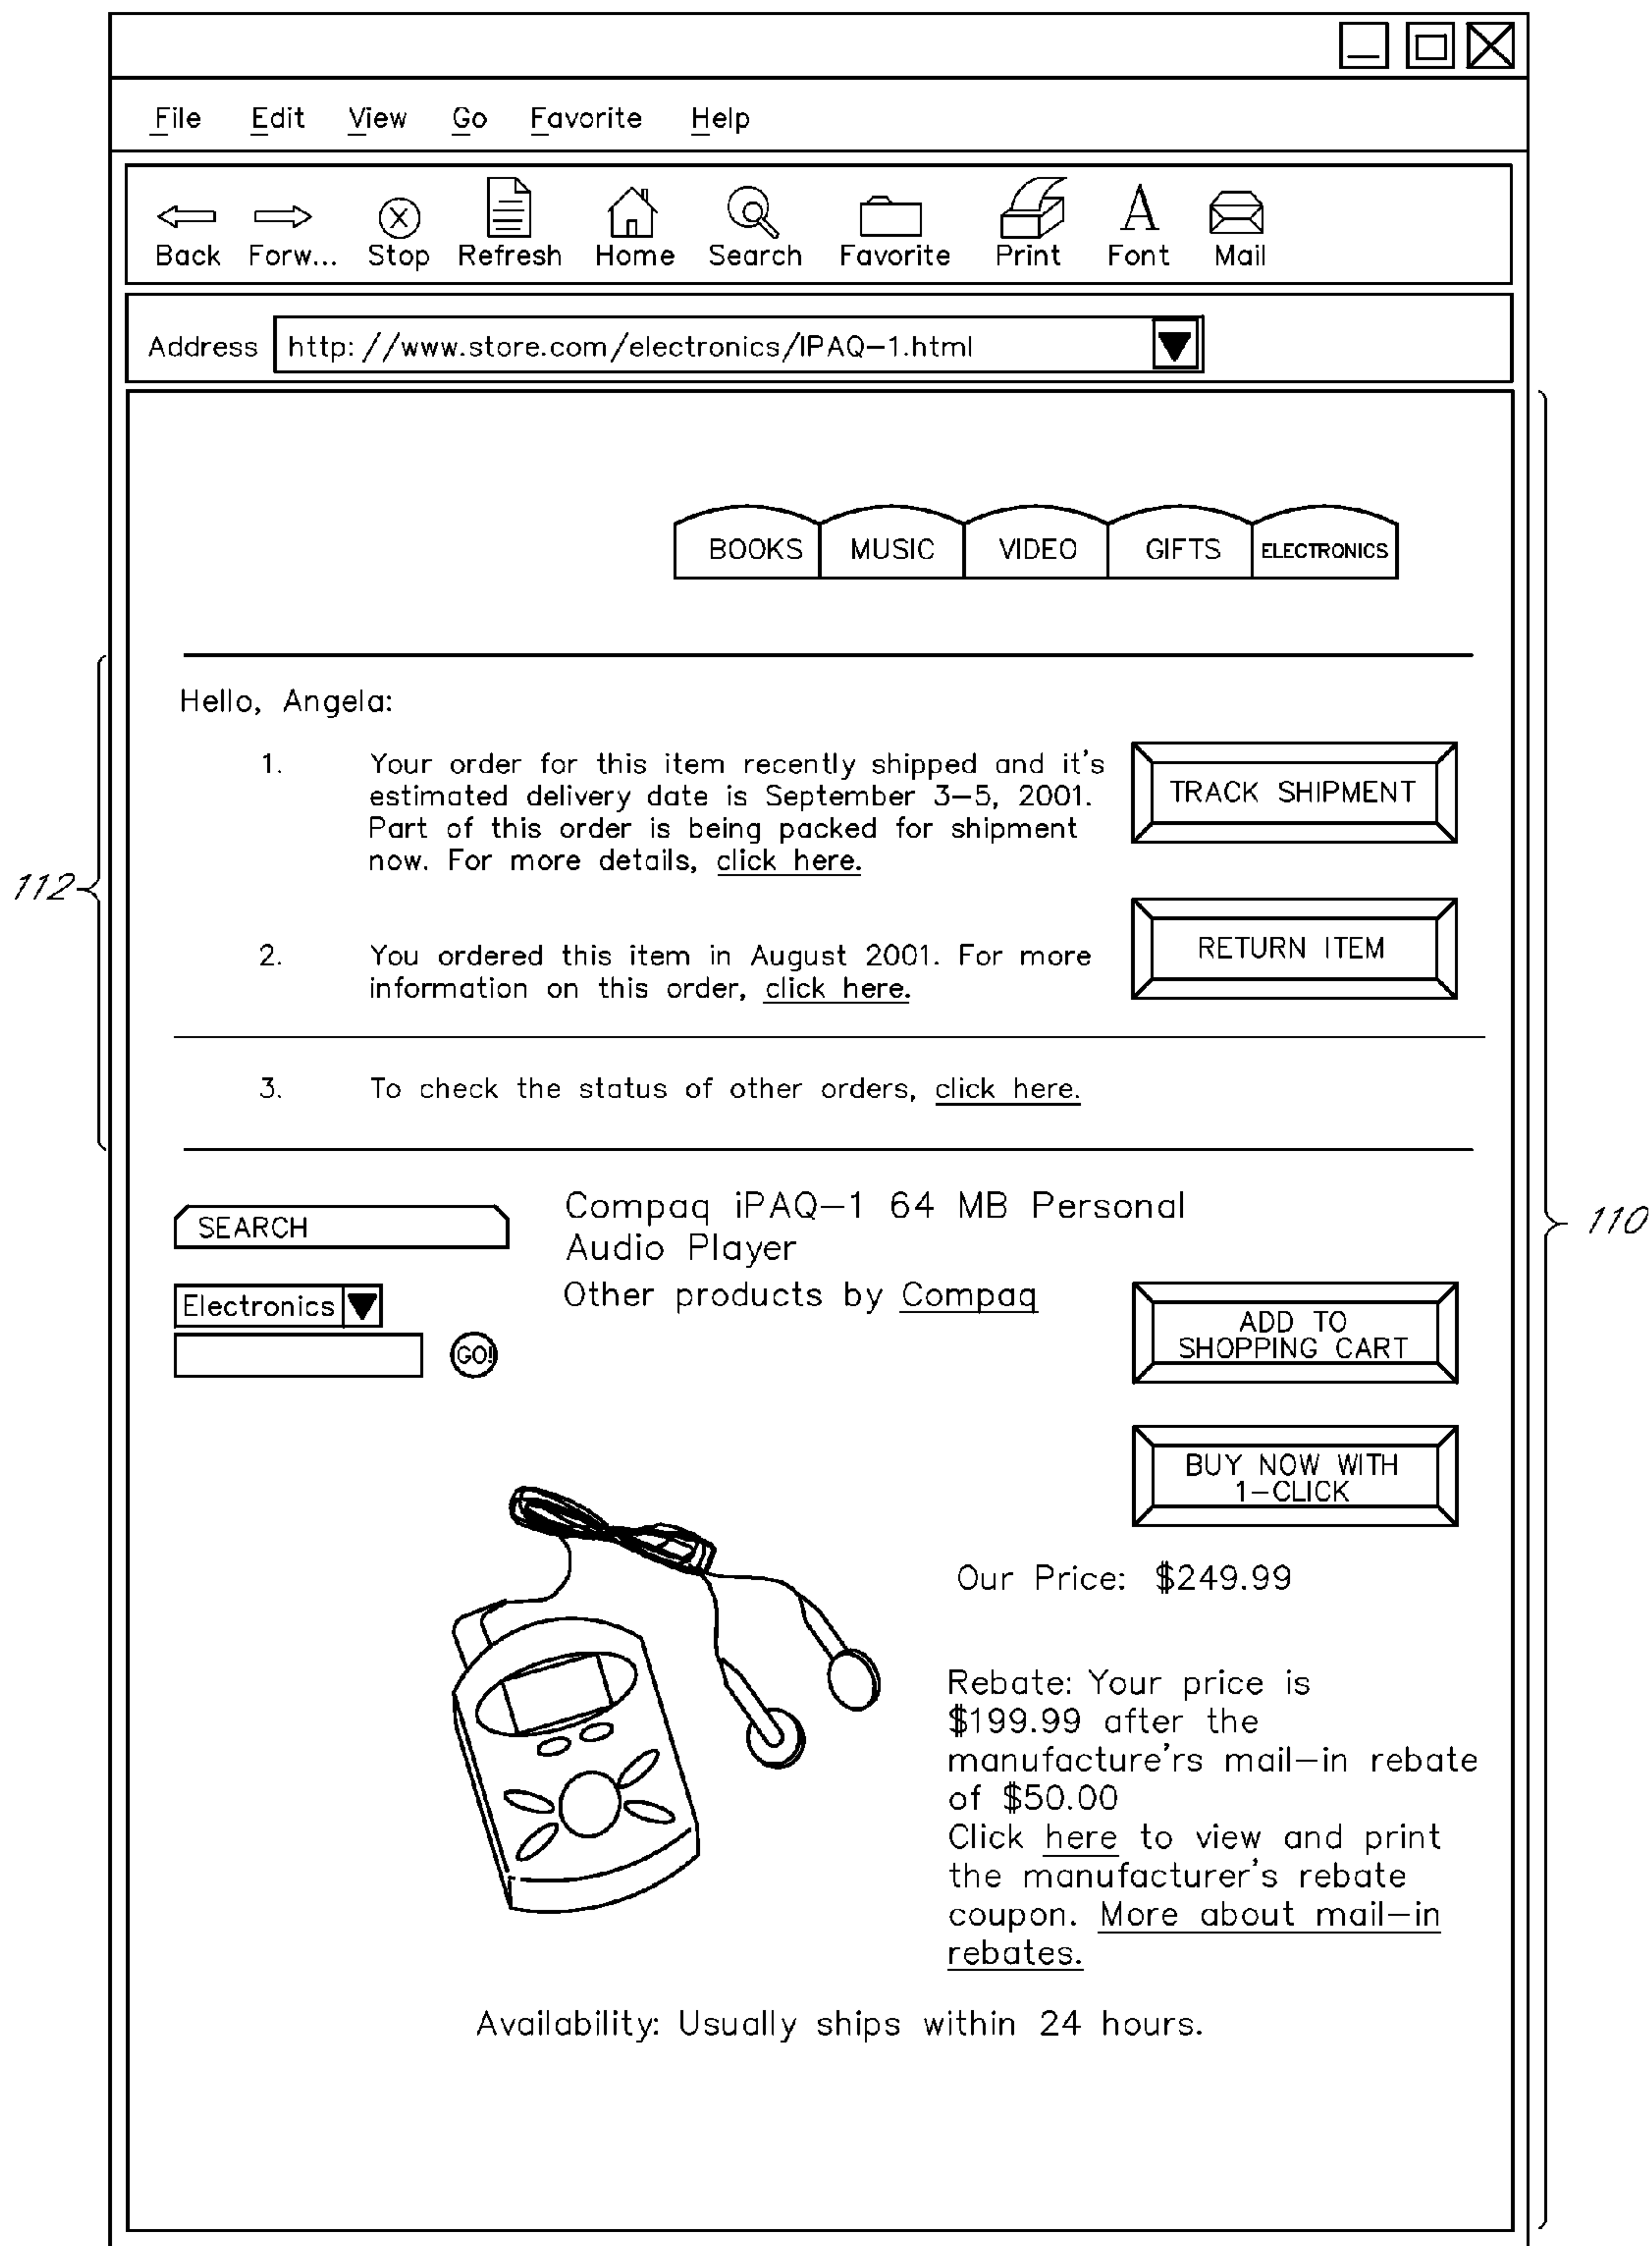 File Edit View Go Favorite Help
Back Forw... Stop Refresh Home Search Favorite Print Font Mail
Address http: //www.store.com/electronics/IPAQ-1.html
BOOKS MUSIC VIDEO GIFTS ELECTRONICS
Hello, Angela:
1. Your order for this item recently shipped and it's
estimated delivery date is September 3-5, 2001.
Part of this order is being packed for shipment
now. For more details, click here.
TRACK SHIPMENT
2. You ordered this item in August 2001. For more
information on this order, click here.
RETURN ITEM
3. To check the status of other orders, click here.
112
110
SEARCH
Electronics
GO!
Compaq iPAQ-1 64 MB Personal
Audio Player
Other products by Compaq
ADD TO
SHOPPING CART
BUY NOW WITH
1-CLICK
Our Price: $249.99
Rebate: Your price is
$199.99 after the
manufacture'rs mail-in rebate
of $50.00
Click here to view and print
the manufacturer's rebate
coupon. More about mail-in
rebates.
Availability: Usually ships within 24 hours.